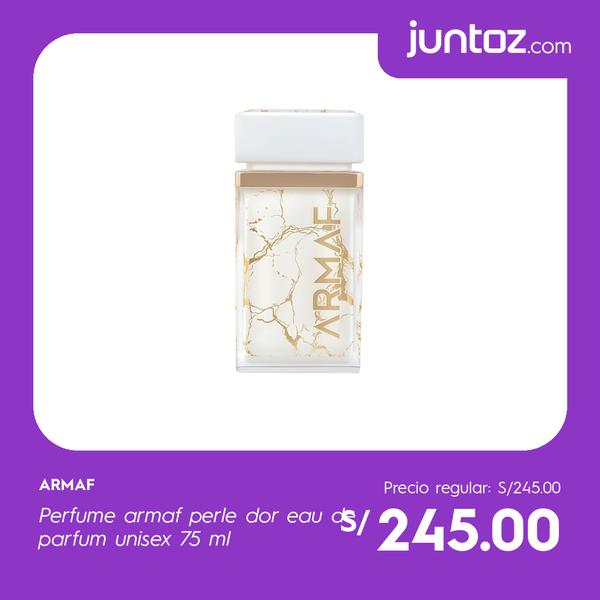 juntoz.com
ARMAF
ARMAF
Precio regular: S/245.00
Perfume armaf perle dor eau de
parfum unisex 75 ml
S/ 245.00